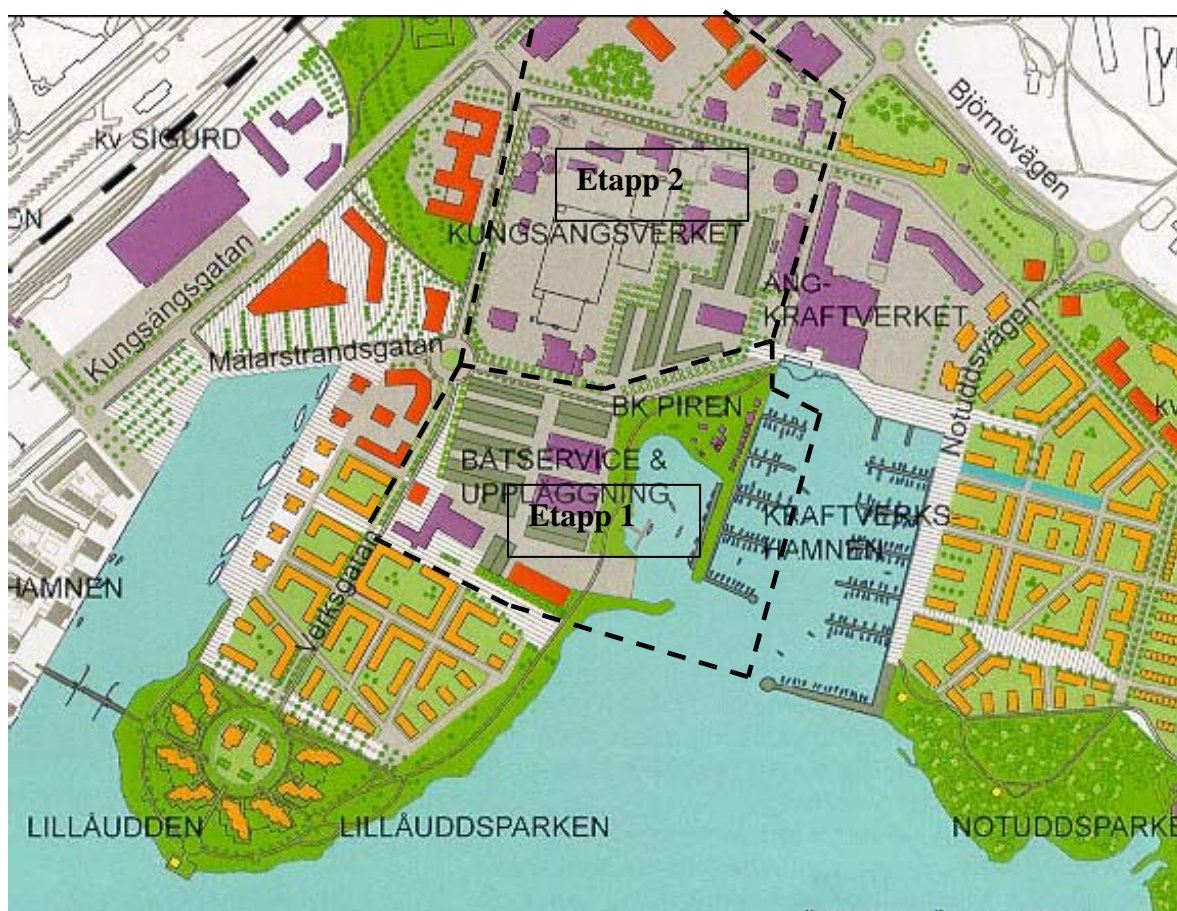 kv SIGURD
Björnövägen
Etapp 2
KUNGSÄNGSVERKET
Kungsängsgatan
Mälarstrandsgatan
ÅNG-
KRAFTVERKET
Notuddsvägen
BK PIREN
BÅTSERVICE &
UPPLÄGGNING
Etapp 1
KRAFTVERKS
HAMNEN
HAMNEN
Verksgatan
LILLÅUDDEN
LILLÅUDDSPARKEN
NOTUDDSPARKE